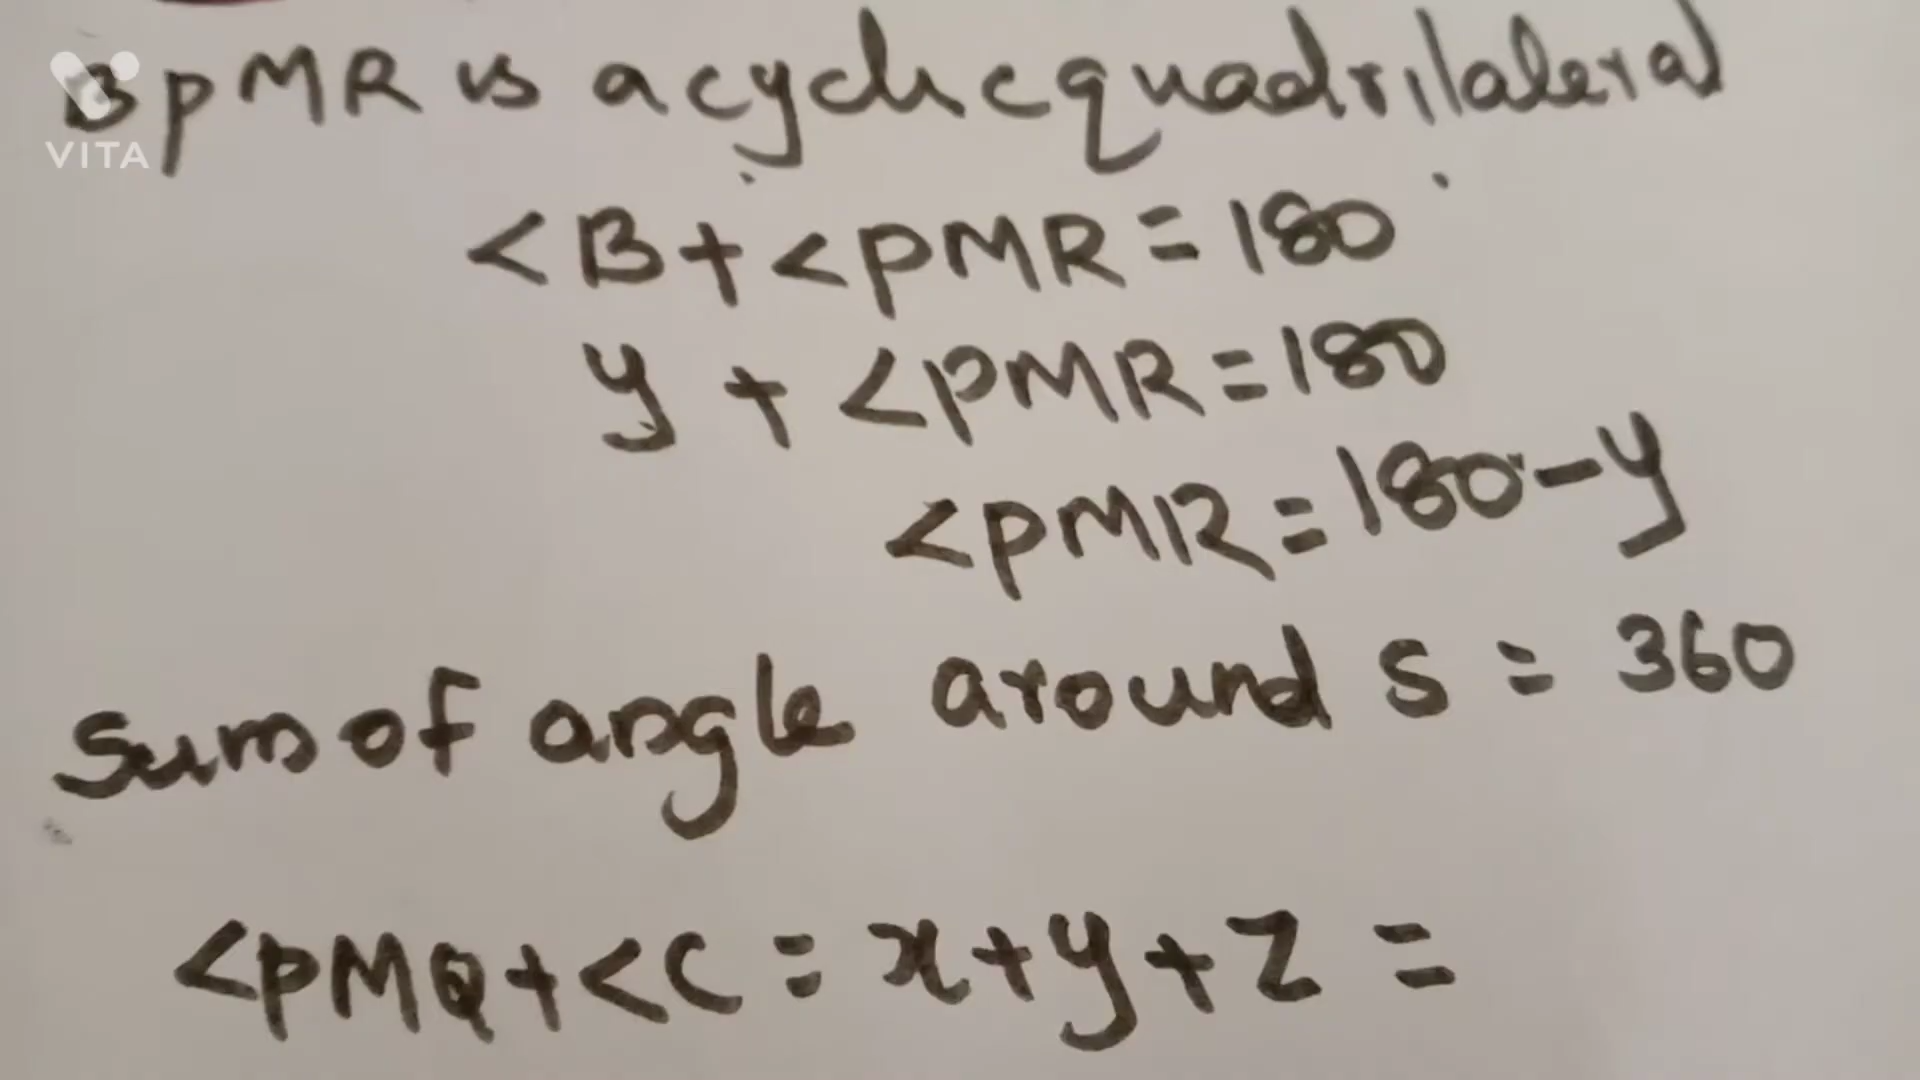 BPMR is a cyclic quadrilateral
VITA
<B+<PMR=180
y+<PMR=180
<PMR=180-y
Sum of angle around S = 360
<PMQ+<C=x+y+z=